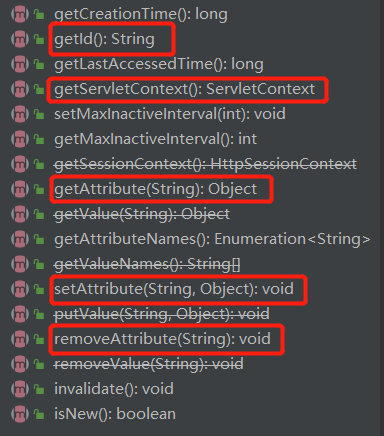 getCreationTime(): long
getId(): String
getLastAccessedTime(): long
getServletContext(): ServletContext
setMaxInactiveInterval(int): void
getMaxInactiveInterval(): int
getSessionContext(): HttpSessionContext
getAttribute(String): Object
getValue(String): Object
getAttributeNames(): Enumeration<String>
getValueNames(): String[]
setAttribute(String, Object): void
putValue(String, Object): void
removeAttribute(String): void
removeValue(String): void
invalidate(): void
isNew(): boolean